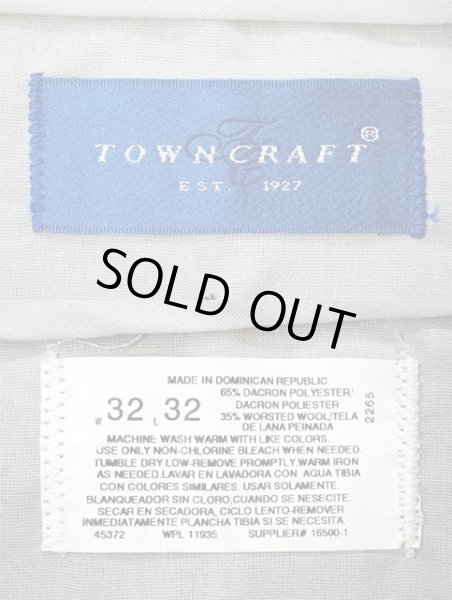 TOWNCRAFT®
EST. 1927
SOLD OUT
MADE IN DOMINICAN REPUBLIC.
W 32 L 32
65% DACRON POLYESTER/
DACRON POLIESTER
35% WORSTED WOOL/TELA
DE LANA PEINADA
2265
MACHINE WASH WARM WITH LIKE COLORS.
USE ONLY NON-CHLORINE BLEACH WHEN NEEDED.
TUMBLE DRY LOW-REMOVE PROMPTLY WARM IRON
AS NEEDED.LAVAR EN LAVADORA CON AGUA TIBIA
CON COLORES SIMILARES. USAR SOLAMENTE
BLANQUEADOR SIN CLORO,CUANDO SE NESECITE.
SECAR EN SECADORA, CICLO LENTO-REMOVER
INMEDIATAMENTE PLANCHA TIBIA SI SE NECESITA.
45372 WPL 11935 SUPPLIER# 16500-1